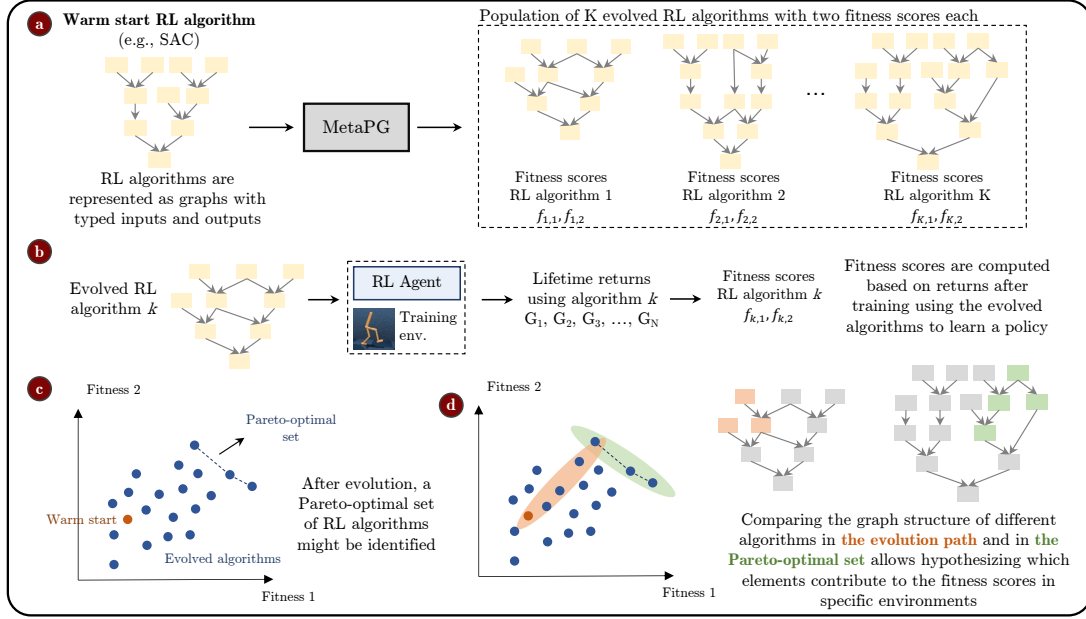 a
Warm start RL algorithm
(e.g., SAC)
RL algorithms are
represented as graphs with
typed inputs and outputs
MetaPG
Population of K evolved RL algorithms with two fitness scores each
...
Fitness scores
RL algorithm 1
f1,1, f1,2
Fitness scores
RL algorithm 2
f2,1, f2,2
Fitness scores
RL algorithm K
fK,1, fK,2
b
Evolved RL
algorithm k
RL Agent
Training
env.
Lifetime returns
using algorithm k
G1, G2, G3, ..., GN
Fitness scores
RL algorithm k
fk,1, fk,2
Fitness scores are computed
based on returns after
training using the evolved
algorithms to learn a policy
c
Fitness 2
Pareto-optimal
set
Warm start
Evolved algorithms
Fitness 1
After evolution, a
Pareto-optimal set
of RL algorithms
might be identified
d
Fitness 2
Fitness 1
Comparing the graph structure of different
algorithms in the evolution path and in the
Pareto-optimal set allows hypothesizing which
elements contribute to the fitness scores in
specific environments